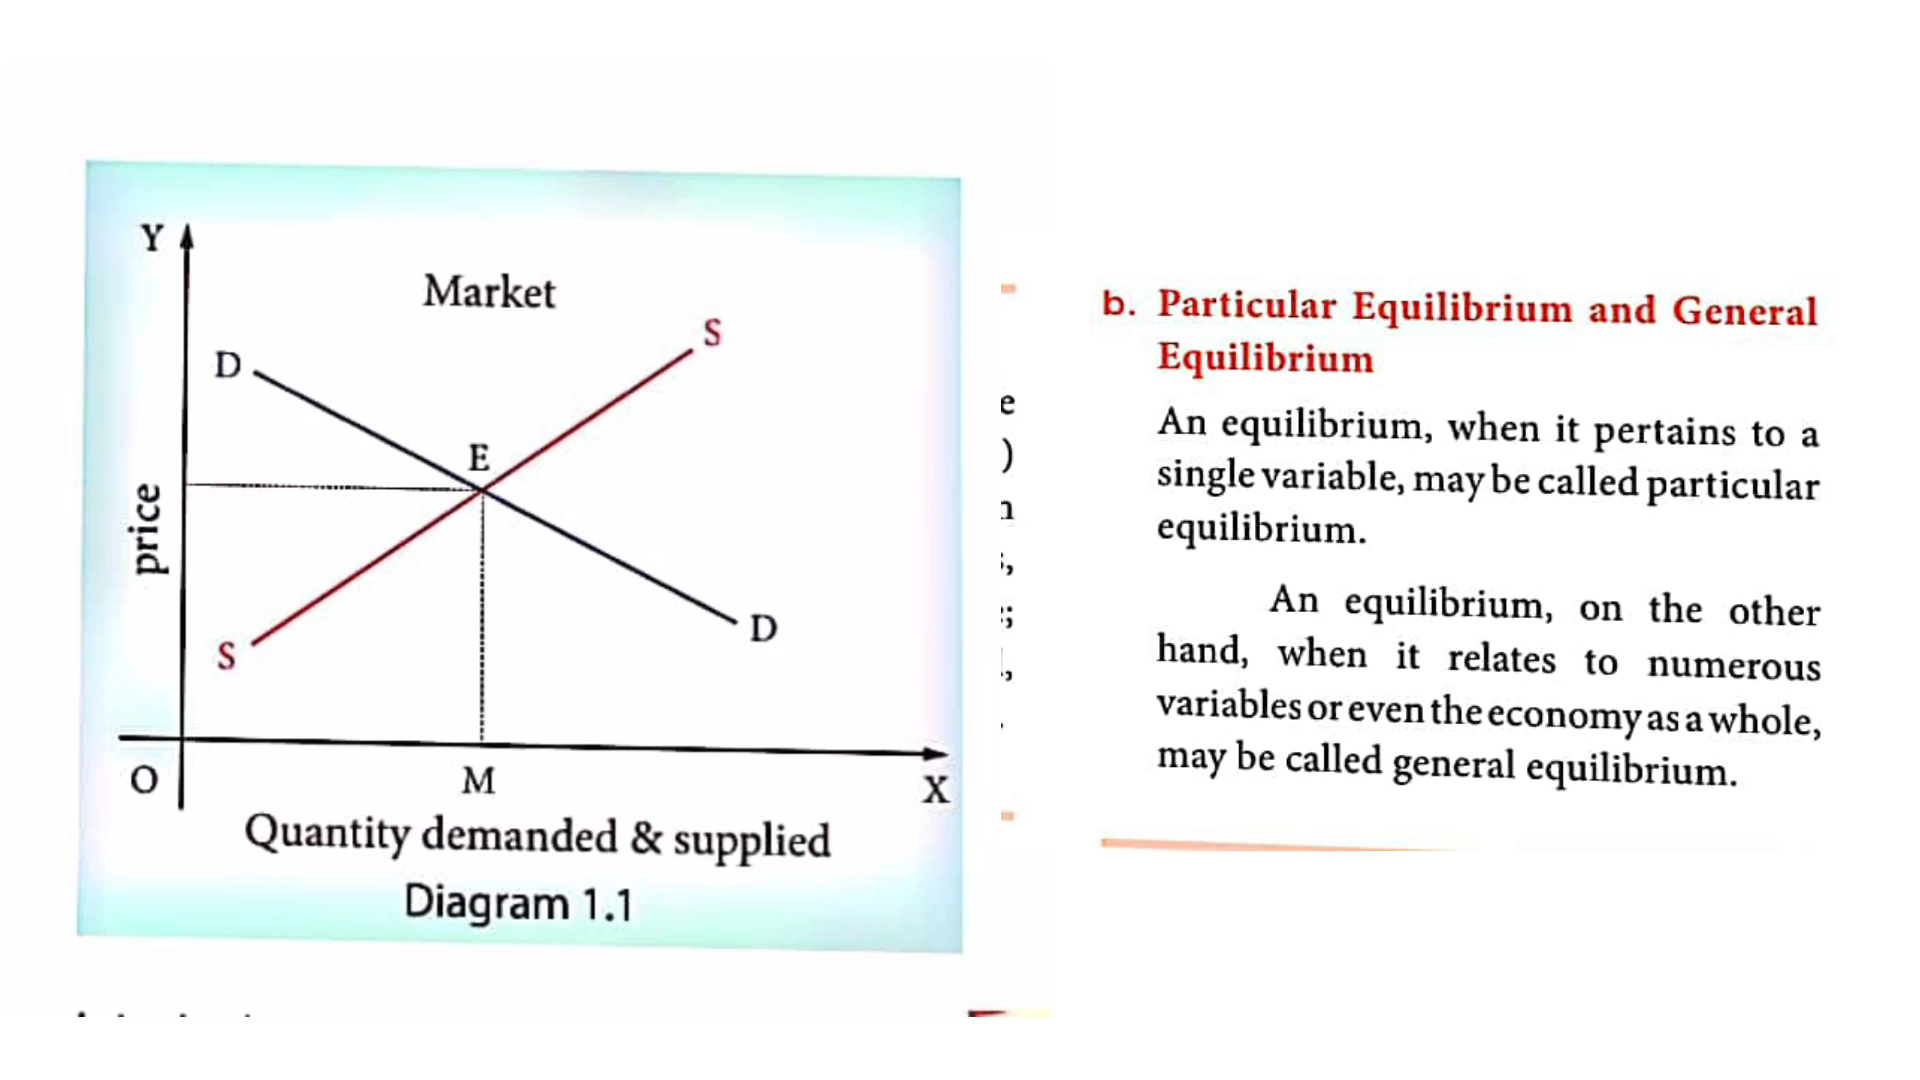 Y
Market
S
D
E
price
S
D
O
M
X
Quantity demanded & supplied
Diagram 1.1
b. Particular Equilibrium and General
Equilibrium
An equilibrium, when it pertains to a
single variable, may be called particular
equilibrium.
An equilibrium, on the other
hand, when it relates to numerous
variables or even the economy as a whole,
may be called general equilibrium.